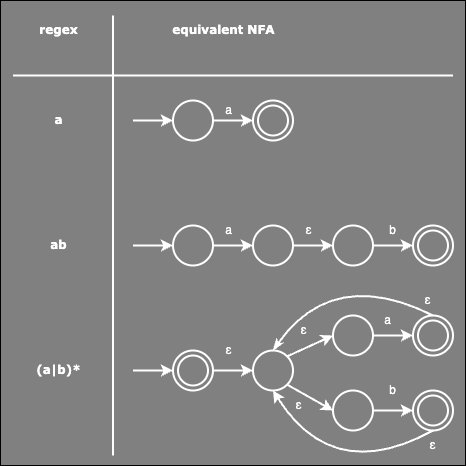 regex equivalent NFA
a a
ab a ε b
ε
ε a
(a|b)* ε
ε b
ε